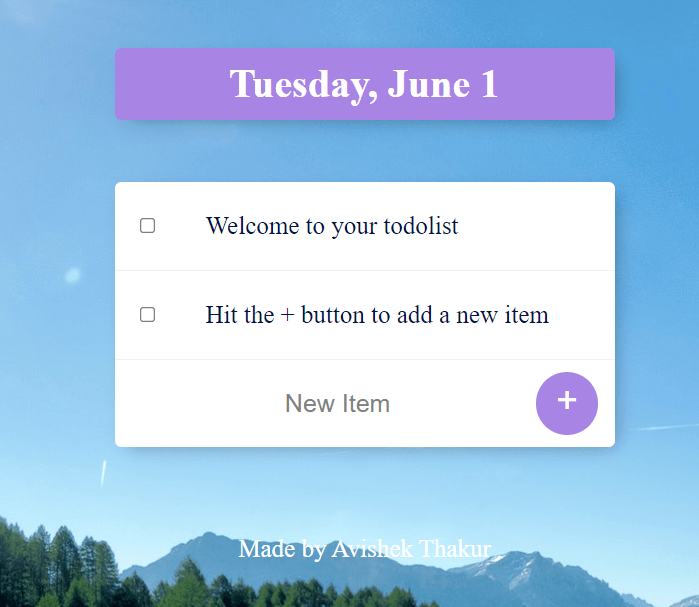 Tuesday, June 1
Welcome to your todolist
Hit the + button to add a new item
New Item +
Made by Avishek Thakur